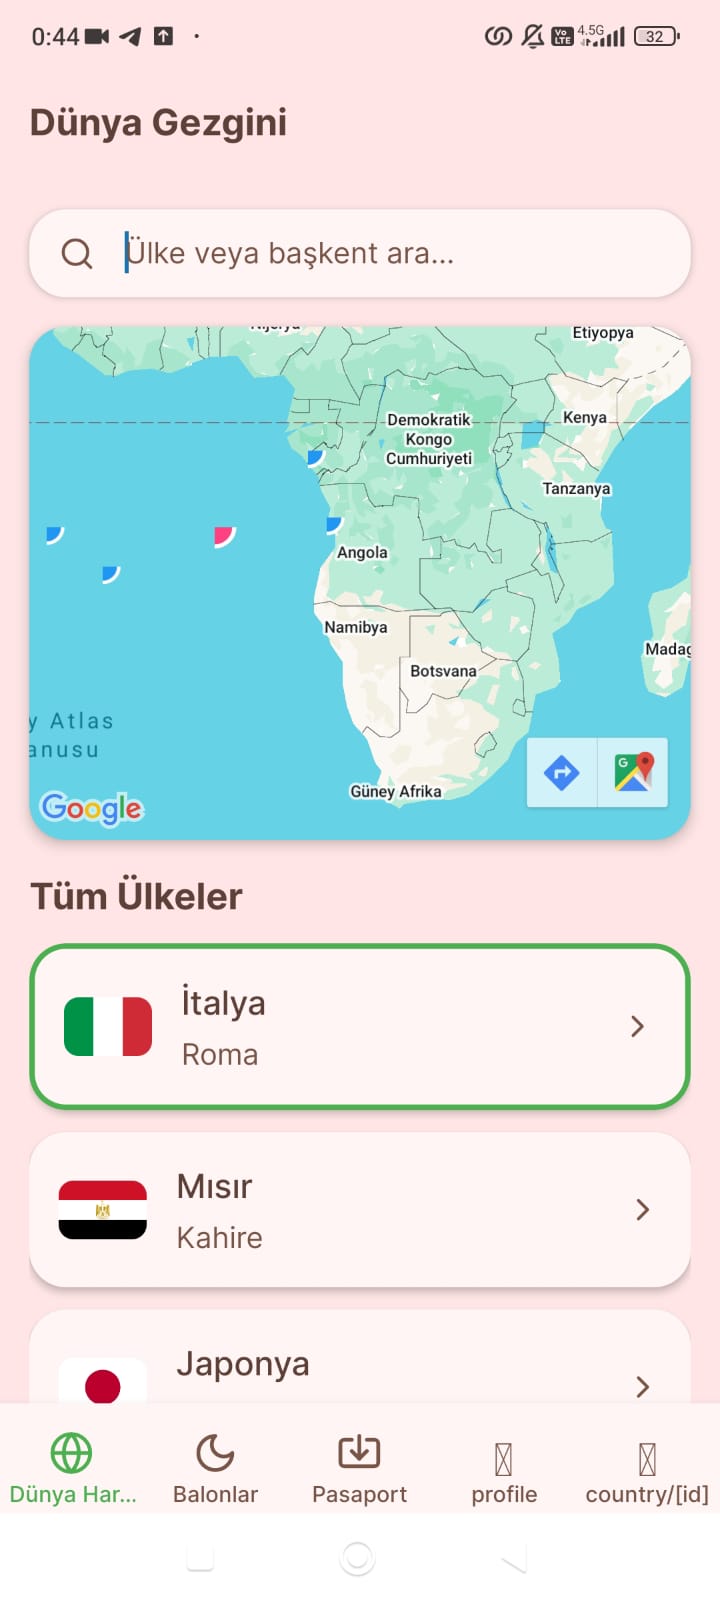 0:44
Vo
LTE
4.5G
32
Dünya Gezgini
Ülke veya başkent ara...
Nijerya
Etiyopya
Demokratik
Kongo
Cumhuriyeti
Kenya
Tanzanya
Angola
Namibya
Botsvana
Madag
y Atlas
anusu
Güney Afrika
Google
G
Tüm Ülkeler
İtalya
Roma
Mısır
Kahire
Japonya
Dünya Har...
Balonlar
Pasaport
profile
country/[id]